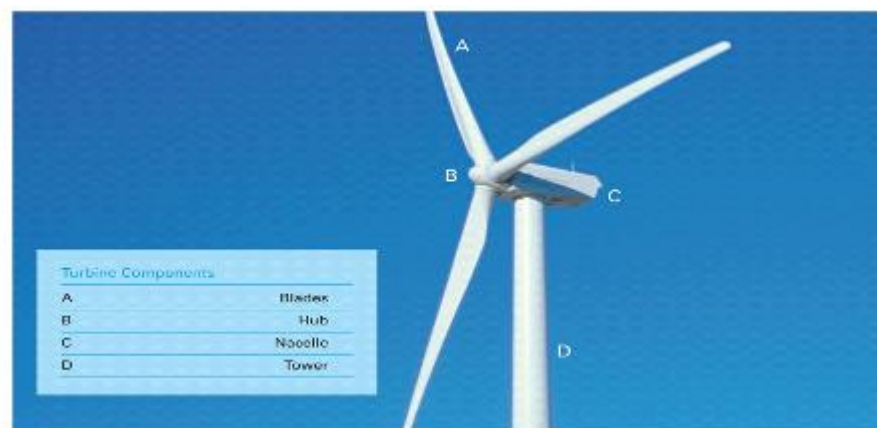 A
B
C
D
Turbine Components
A Blades
B Hub
C Nacelle
D Tower